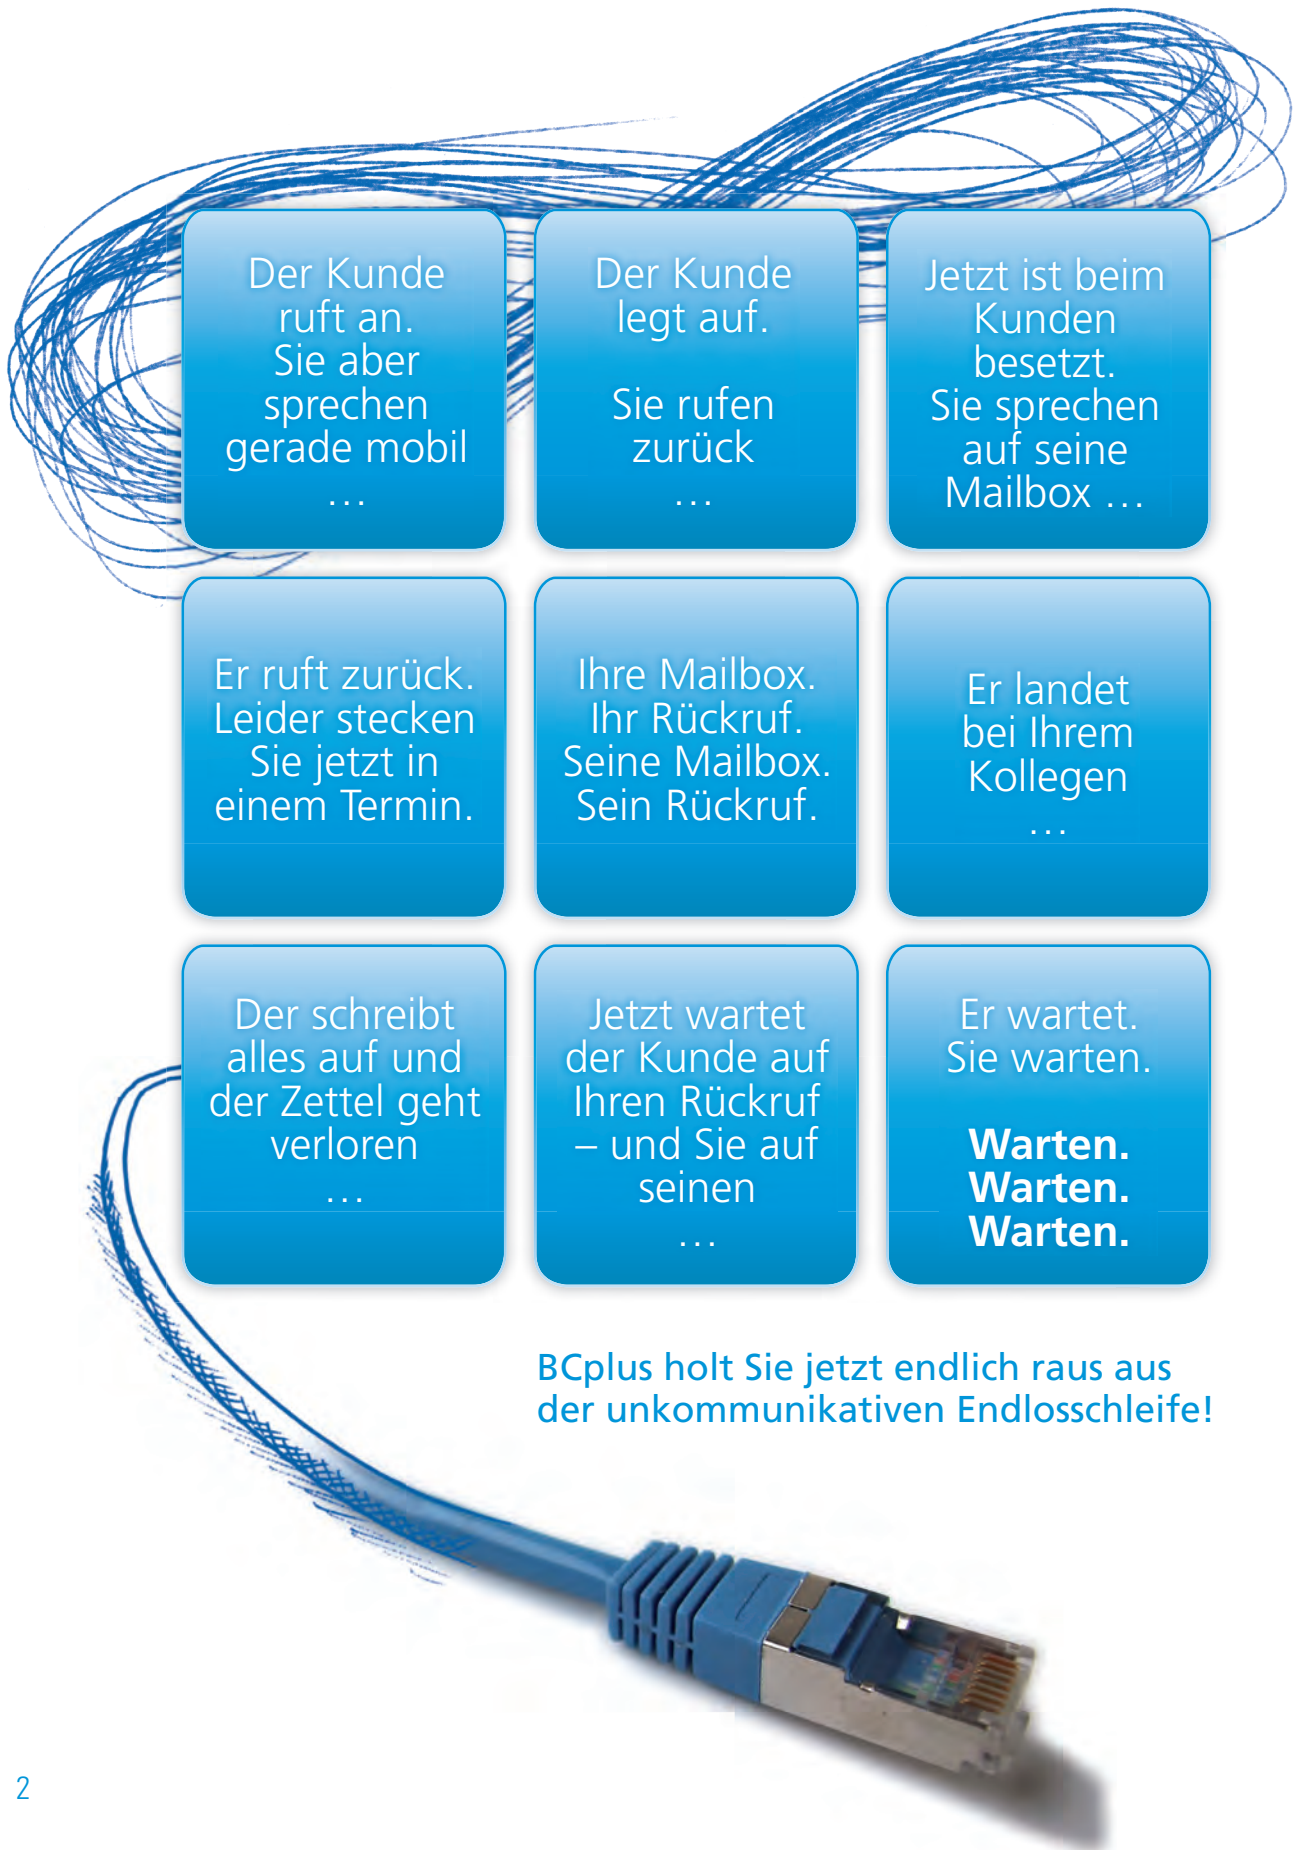 Der Kunde
ruft an.
Sie aber
sprechen
gerade mobil
...
Der Kunde
legt auf.
Sie rufen
zurück
...
Jetzt ist beim
Kunden
besetzt.
Sie sprechen
auf seine
Mailbox ...
Er ruft zurück.
Leider stecken
Sie jetzt in
einem Termin.
Ihre Mailbox.
Ihr Rückruf.
Seine Mailbox.
Sein Rückruf.
Er landet
bei Ihrem
Kollegen
...
Der schreibt
alles auf und
der Zettel geht
verloren
...
Jetzt wartet
der Kunde auf
Ihren Rückruf
– und Sie auf
seinen
...
Er wartet.
Sie warten.
Warten.
Warten.
Warten.
BCplus holt Sie jetzt endlich raus aus
der unkommunikativen Endlosschleife!
2